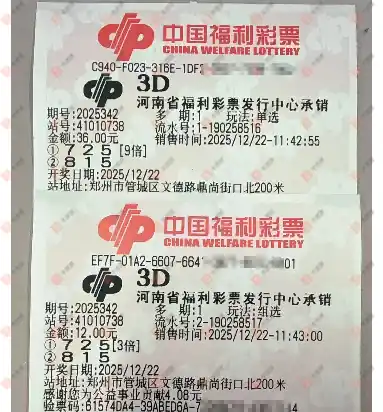 中国福利彩票
CHINA WELFARE LOTTERY
C940-F023-316E-1DF
3D
河南省福利彩票发行中心承销
期号:2025342 多期:1 玩法:单选
站号:41010738 流水号:1-190258516
金额:36.00元 销售时间:2025/12/22-11:42:55
①725[9倍]
②815
开奖日期:2025/12/22
站地址:郑州市管城区文德路鼎尚街口北200米
中国福利彩票
CHINA WELFARE LOTTERY
EF7F-01A2-6607-664 01
3D
河南省福利彩票发行中心承销
期号:2025342 多期:1 玩法:组选
站号:41010738 流水号:2-190258517
金额:12.00元 销售时间:2025/12/22-11:43:00
①725[3倍]
②815
开奖日期:2025/12/22
站地址:郑州市管城区文德路鼎尚街口北200米
感谢您为公益事业贡献4.08元
验票码:61574DA4-39ABED6A-7